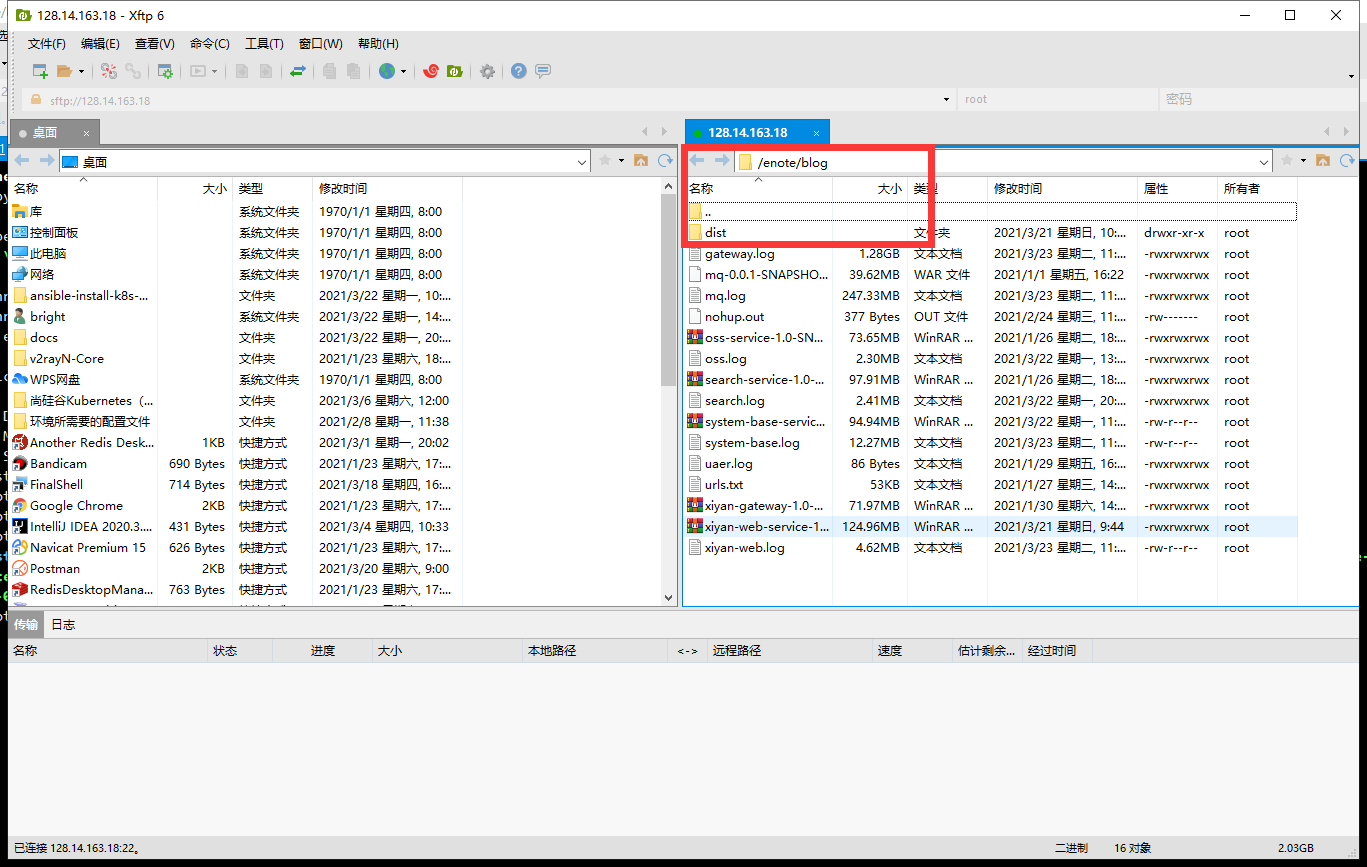 128.14.163.18 - Xftp 6
文件(F) 编辑(E) 查看(V) 命令(C) 工具(T) 窗口(W) 帮助(H)
sftp://128.14.163.18 root 密码
桌面 × 128.14.163.18 ×
桌面 /enote/blog
名称 大小 类型 修改时间
库 系统文件夹 1970/1/1 星期四, 8:00
控制面板 系统文件夹 1970/1/1 星期四, 8:00
此电脑 系统文件夹 1970/1/1 星期四, 8:00
网络 系统文件夹 1970/1/1 星期四, 8:00
ansible-install-k8s-... 文件夹 2021/3/22 星期一, 10:...
bright 系统文件夹 2021/3/22 星期一, 14:...
docs 文件夹 2021/3/22 星期一, 20:...
v2rayN-Core 文件夹 2021/1/23 星期六, 18:...
WPS网盘 系统文件夹 1970/1/1 星期四, 8:00
尚硅谷Kubernetes（... 文件夹 2021/3/6 星期六, 12:00
环境所需要的配置文件 文件夹 2021/2/8 星期一, 11:38
Another Redis Desk... 1KB 快捷方式 2021/3/1 星期一, 20:02
Bandicam 690 Bytes 快捷方式 2021/1/23 星期六, 17:...
FinalShell 714 Bytes 快捷方式 2021/3/18 星期四, 16:...
Google Chrome 2KB 快捷方式 2021/1/23 星期六, 17:...
IntelliJ IDEA 2020.3.... 431 Bytes 快捷方式 2021/3/4 星期四, 10:33
Navicat Premium 15 626 Bytes 快捷方式 2021/1/23 星期六, 17:...
Postman 2KB 快捷方式 2021/3/20 星期六, 9:00
RedisDesktopMana... 763 Bytes 快捷方式 2021/1/23 星期六, 17:...
名称 大小 类型 修改时间 属性 所有者
..
dist 文件夹 2021/3/21 星期日, 10:... drwxr-xr-x root
gateway.log 1.28GB 文本文档 2021/3/23 星期二, 11:... -rwxrwxrwx root
mq-0.0.1-SNAPSHO... 39.62MB WAR 文件 2021/1/1 星期五, 16:22 -rwxrwxrwx root
mq.log 247.33MB 文本文档 2021/3/23 星期二, 11:... -rwxrwxrwx root
nohup.out 377 Bytes OUT 文件 2021/2/24 星期三, 11:... -rw------- root
oss-service-1.0-SN... 73.65MB WinRAR ... 2021/1/26 星期二, 18:... -rwxrwxrwx root
oss.log 2.30MB 文本文档 2021/3/22 星期一, 13:... -rwxrwxrwx root
search-service-1.0-... 97.91MB WinRAR ... 2021/1/26 星期二, 18:... -rwxrwxrwx root
search.log 2.41MB 文本文档 2021/3/22 星期一, 20:... -rwxrwxrwx root
system-base-servic... 94.94MB WinRAR ... 2021/3/22 星期一, 11:... -rw-r--r-- root
system-base.log 12.27MB 文本文档 2021/3/23 星期二, 11:... -rwxrwxrwx root
uaer.log 86 Bytes 文本文档 2021/1/29 星期五, 16:... -rwxrwxrwx root
urls.txt 53KB 文本文档 2021/1/27 星期三, 14:... -rwxrwxrwx root
xiyan-gateway-1.0-... 71.97MB WinRAR ... 2021/1/30 星期六, 14:... -rwxrwxrwx root
xiyan-web-service-1... 124.96MB WinRAR ... 2021/3/21 星期日, 9:44 -rwxrwxrwx root
xiyan-web.log 4.62MB 文本文档 2021/3/23 星期二, 11:... -rw-r--r-- root
传输 日志
名称 状态 进度 大小 本地路径 <-> 远程路径 速度 估计剩余... 经过时间
已连接 128.14.163.18:22。 二进制 16 对象 2.03GB